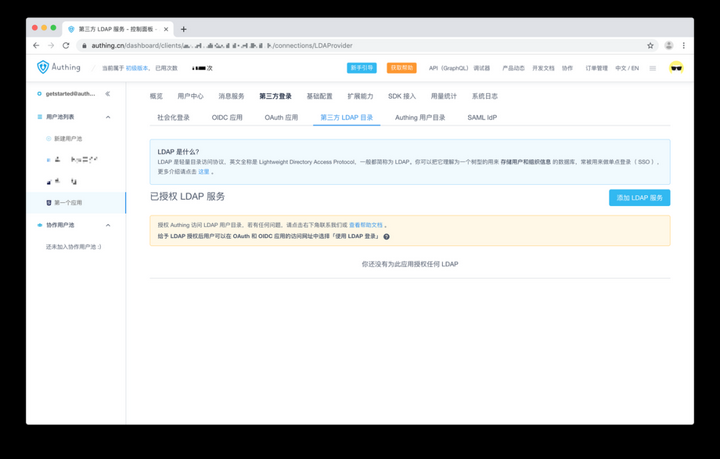 第三方 LDAP 服务 - 控制面板 -
authing.cn/dashboard/clients/
/connections/LDAProvider
Authing
/
当前属于 初级版本，已用次数
次
新手引导
获取帮助
API（GraphQL）调试器
产品动态
开发文档
协作
订单管理
中文 / EN
getstarted@auth...
用户池列表
新建用户池
第一个应用
协作用户池
还未加入协作用户池 :)
概览
用户中心
消息服务
第三方登录
基础配置
扩展能力
SDK 接入
用量统计
系统日志
社会化登录
OIDC 应用
OAuth 应用
第三方 LDAP 目录
Authing 用户目录
SAML IdP
LDAP 是什么？
LDAP 是轻量目录访问协议，英文全称是 Lightweight Directory Access Protocol，一般都简称为 LDAP。你可以把它理解为一个树型的用来 存储用户和组织信息 的数据库，常被用来做单点登录（ SSO ），
更多介绍请点击 这里 。
已授权 LDAP 服务
添加 LDAP 服务
授权 Authing 访问 LDAP 用户目录，若有任何问题，请点击右下角联系我们或 查看帮助文档 。
给予 LDAP 授权后用户可以在 OAuth 和 OIDC 应用的访问网址中选择「使用 LDAP 登录」
你还没有为此应用授权任何 LDAP